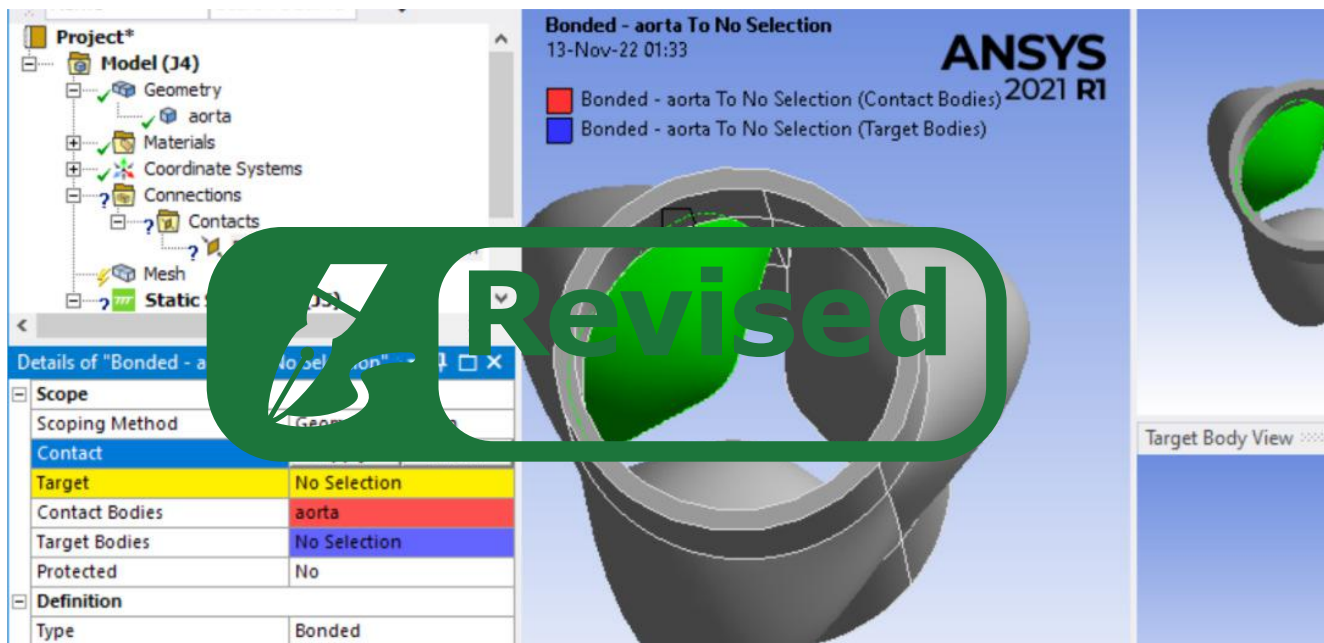 Project*
Model (J4)
Geometry
aorta
Materials
Coordinate Systems
Connections
Contacts
Mesh
Static
Details of "Bonded - a No Selection"
Scope
Scoping Method
Contact
Target No Selection
Contact Bodies aorta
Target Bodies No Selection
Protected No
Definition
Type Bonded
Bonded - aorta To No Selection
13-Nov-22 01:33
ANSYS
2021 R1
Bonded - aorta To No Selection (Contact Bodies)
Bonded - aorta To No Selection (Target Bodies)
Revised
Target Body View